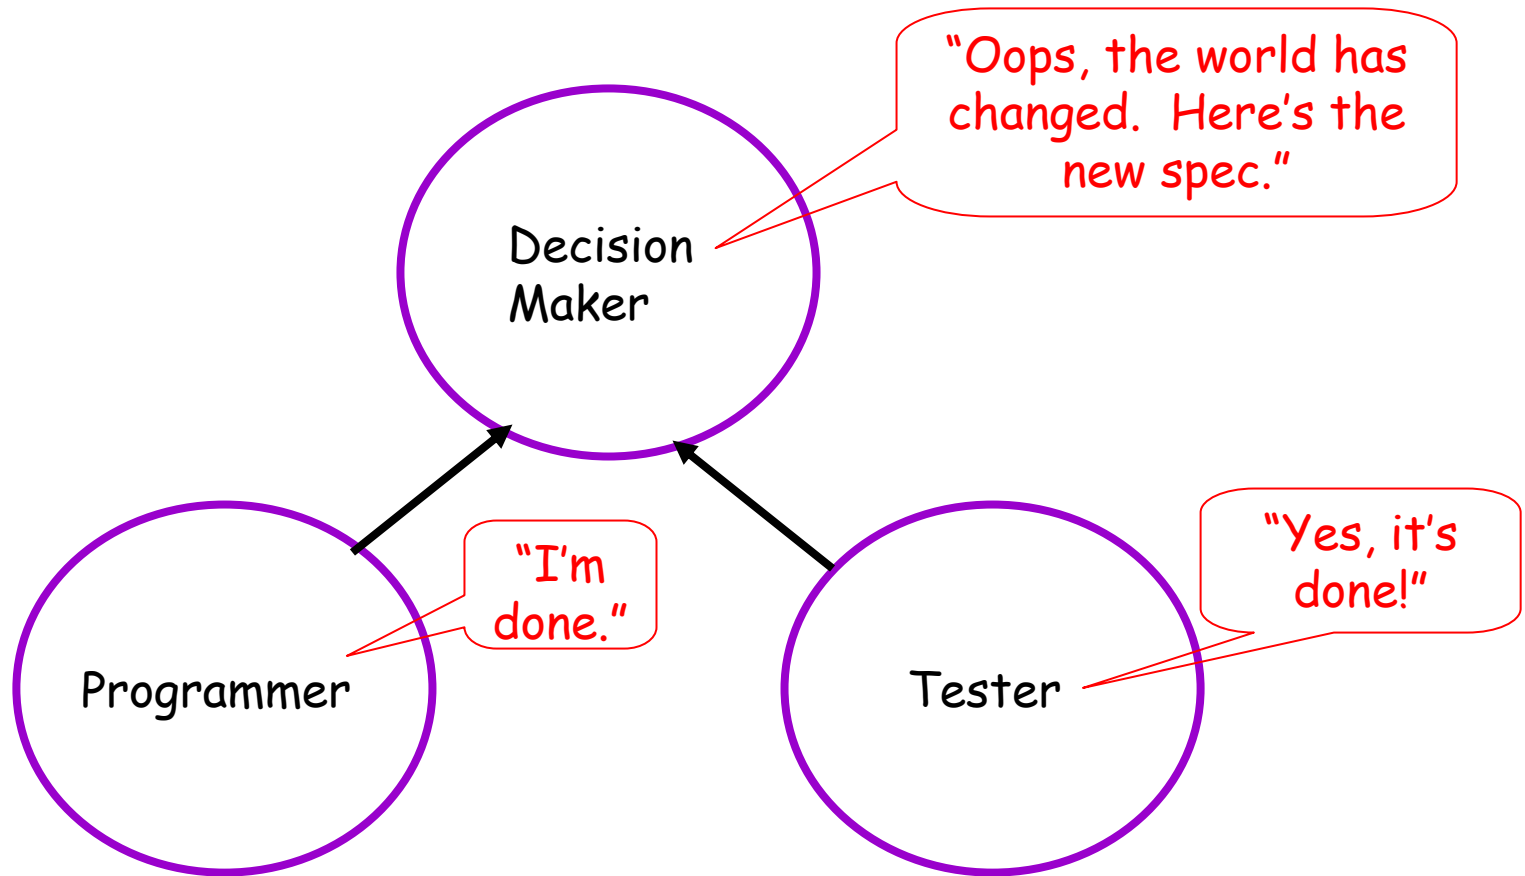 “Oops, the world has
changed.  Here’s the
new spec.”
Decision
Maker
“I’m
done.”
“Yes, it’s
done!”
Programmer
Tester